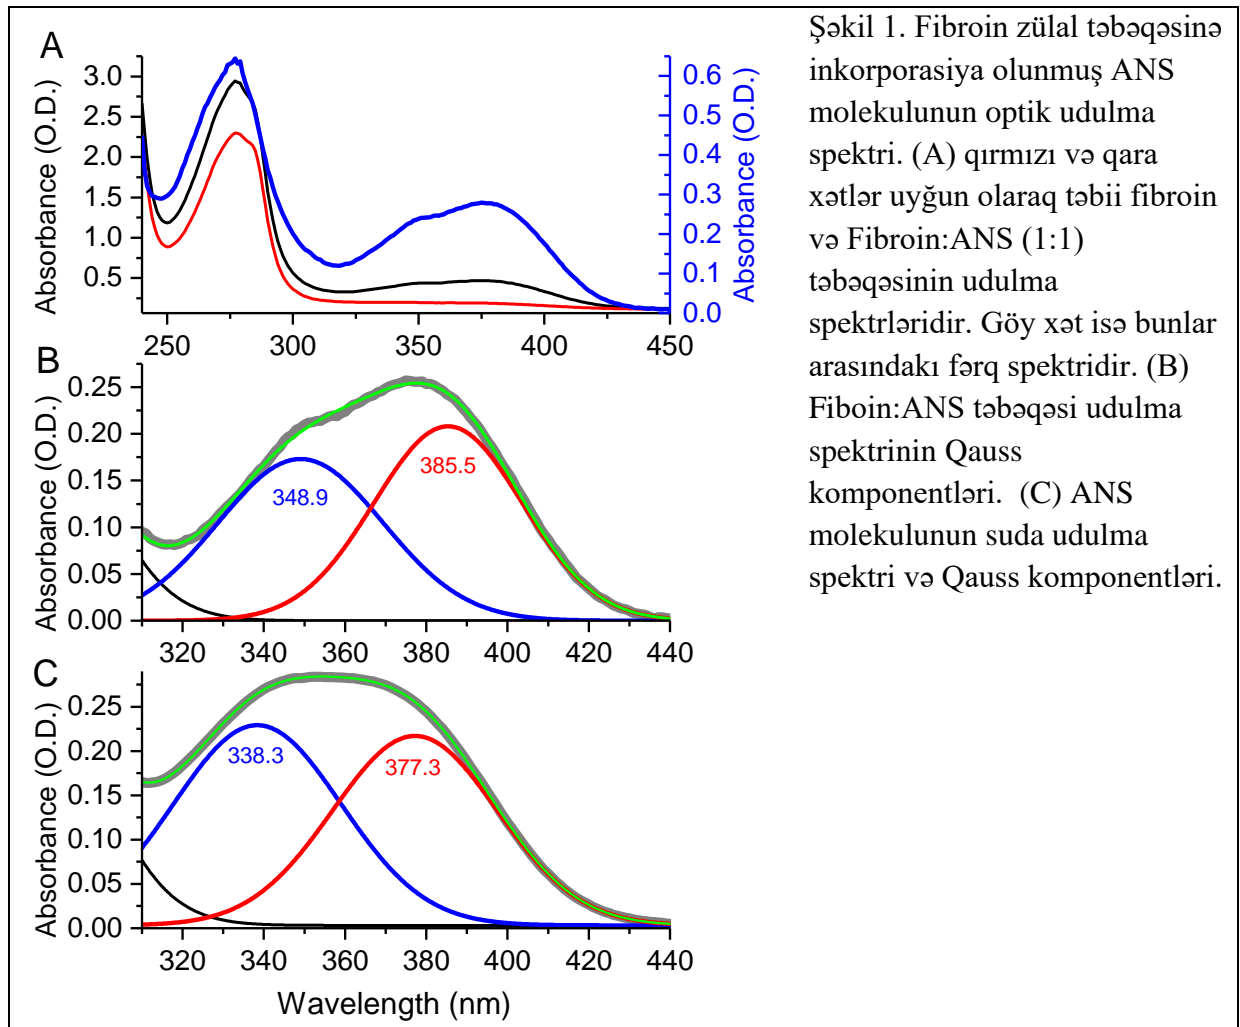 A
Absorbance (O.D.)
3.0
2.5
2.0
1.5
1.0
0.5
0.6
0.5
0.4
0.3
0.2
0.1
0.0
Absorbance (O.D.)
250 300 350 400 450
B
Absorbance (O.D.)
0.25
0.20
0.15
0.10
0.05
0.00
348.9
385.5
320 340 360 380 400 420 440
C
Absorbance (O.D.)
0.25
0.20
0.15
0.10
0.05
0.00
338.3
377.3
320 340 360 380 400 420 440
Wavelength (nm)
Şəkil 1. Fibroin zülal təbəqəsinə
inkorporasiya olunmuş ANS
molekulunun optik udulma
spektri. (A) qırmızı və qara
xətlər uyğun olaraq təbii fibroin
və Fibroin:ANS (1:1)
təbəqəsinin udulma
spektrləridir. Göy xət isə bunlar
arasındakı fərq spektridir. (B)
Fiboin:ANS təbəqəsi udulma
spektrinin Qauss
komponentləri. (C) ANS
molekulunun suda udulma
spektri və Qauss komponentləri.